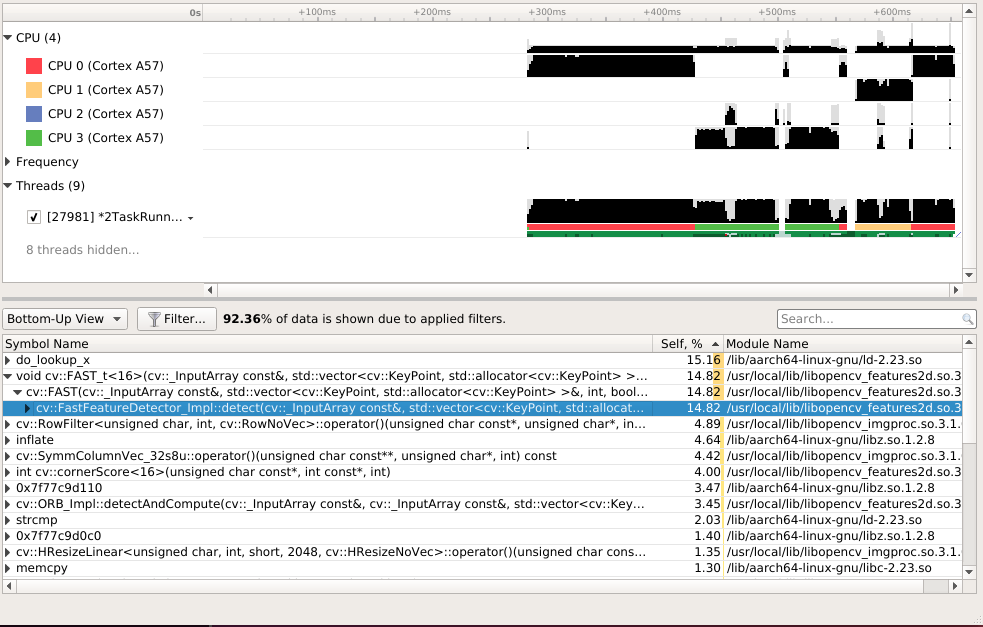 0s +100ms +200ms +300ms +400ms +500ms +600ms
CPU (4)
CPU 0 (Cortex A57)
CPU 1 (Cortex A57)
CPU 2 (Cortex A57)
CPU 3 (Cortex A57)
Frequency
Threads (9)
[27981] *2TaskRunn...
8 threads hidden...
Bottom-Up View Filter... 92.36% of data is shown due to applied filters. Search...
Symbol Name Self, % Module Name
do_lookup_x 15.16 /lib/aarch64-linux-gnu/ld-2.23.so
void cv::FAST_t<16>(cv::_InputArray const&, std::vector<cv::KeyPoint, std::allocator<cv::KeyPoint> >... 14.82 /usr/local/lib/libopencv_features2d.so.3
cv::FAST(cv::_InputArray const&, std::vector<cv::KeyPoint, std::allocator<cv::KeyPoint> >&, int, bool... 14.82 /usr/local/lib/libopencv_features2d.so.3
cv::FastFeatureDetector_Impl::detect(cv::_InputArray const&, std::vector<cv::KeyPoint, std::allocat... 14.82 /usr/local/lib/libopencv_features2d.so.3
cv::RowFilter<unsigned char, int, cv::RowNoVec>::operator()(unsigned char const*, unsigned char*, in... 4.89 /usr/local/lib/libopencv_imgproc.so.3.1.
inflate 4.64 /lib/aarch64-linux-gnu/libz.so.1.2.8
cv::SymmColumnVec_32s8u::operator()(unsigned char const**, unsigned char*, int) const 4.42 /usr/local/lib/libopencv_imgproc.so.3.1.
int cv::cornerScore<16>(unsigned char const*, int const*, int) 4.00 /usr/local/lib/libopencv_features2d.so.3
0x7f77c9d110 3.47 /lib/aarch64-linux-gnu/libz.so.1.2.8
cv::ORB_Impl::detectAndCompute(cv::_InputArray const&, cv::_InputArray const&, std::vector<cv::Key... 3.45 /usr/local/lib/libopencv_features2d.so.3
strcmp 2.03 /lib/aarch64-linux-gnu/ld-2.23.so
0x7f77c9d0c0 1.40 /lib/aarch64-linux-gnu/libz.so.1.2.8
cv::HResizeLinear<unsigned char, int, short, 2048, cv::HResizeNoVec>::operator()(unsigned char cons... 1.35 /usr/local/lib/libopencv_imgproc.so.3.1.
memcpy 1.30 /lib/aarch64-linux-gnu/libc-2.23.so